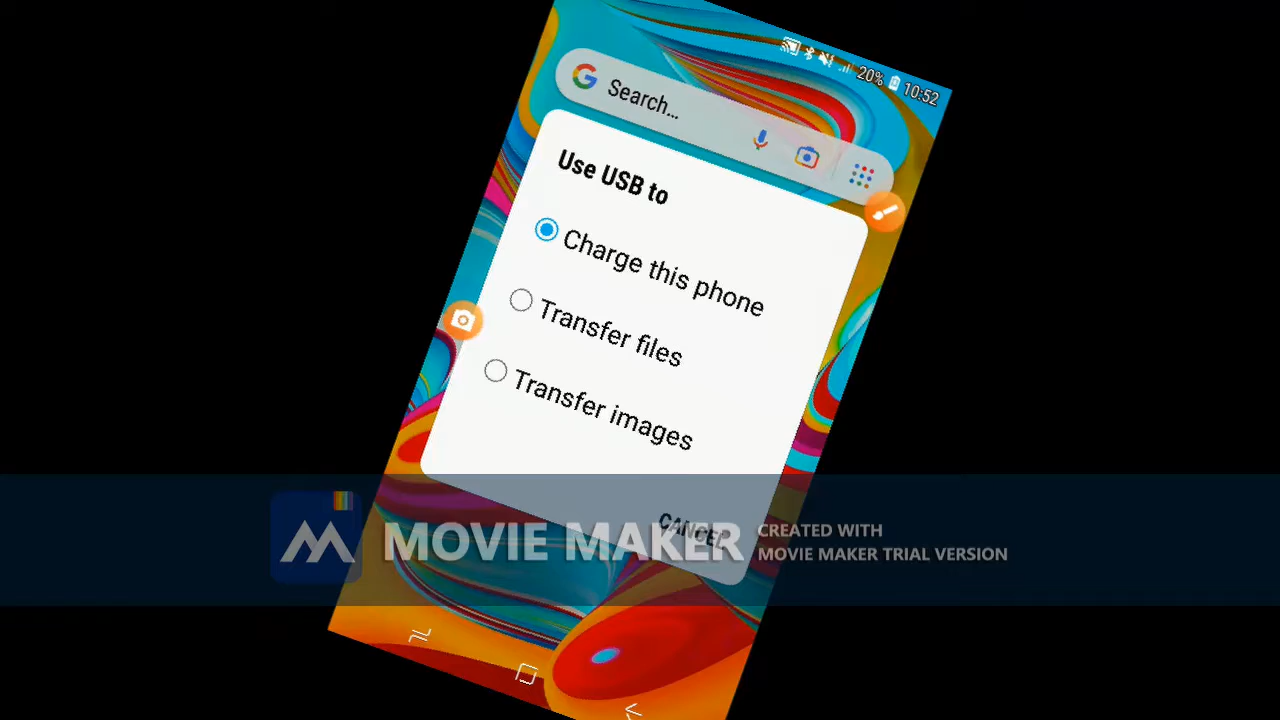 20% 10:52
Search...
Use USB to
Charge this phone
Transfer files
Transfer images
CANCEL
MOVIE MAKER
CREATED WITH
MOVIE MAKER TRIAL VERSION